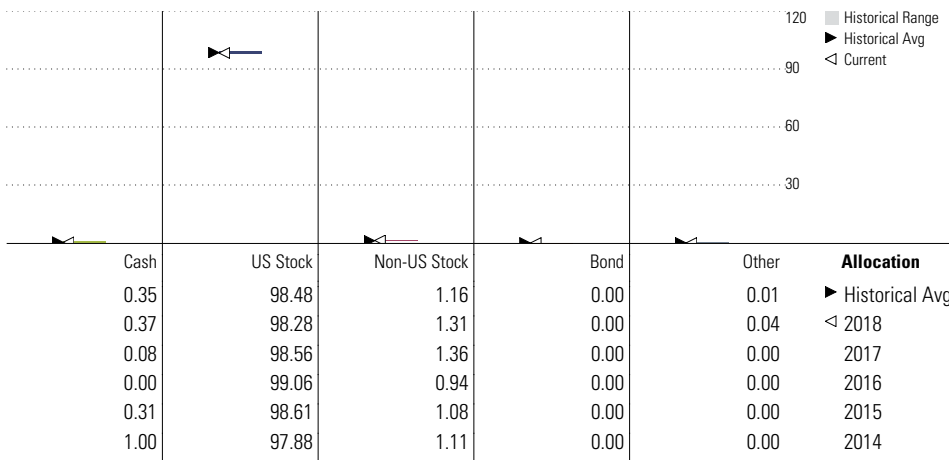 120
Historical Range
Historical Avg
Current
90
60
30
Cash US Stock Non-US Stock Bond Other Allocation
0.35 98.48 1.16 0.00 0.01 ▶ Historical Avg
0.37 98.28 1.31 0.00 0.04 ◁ 2018
0.08 98.56 1.36 0.00 0.00 2017
0.00 99.06 0.94 0.00 0.00 2016
0.31 98.61 1.08 0.00 0.00 2015
1.00 97.88 1.11 0.00 0.00 2014